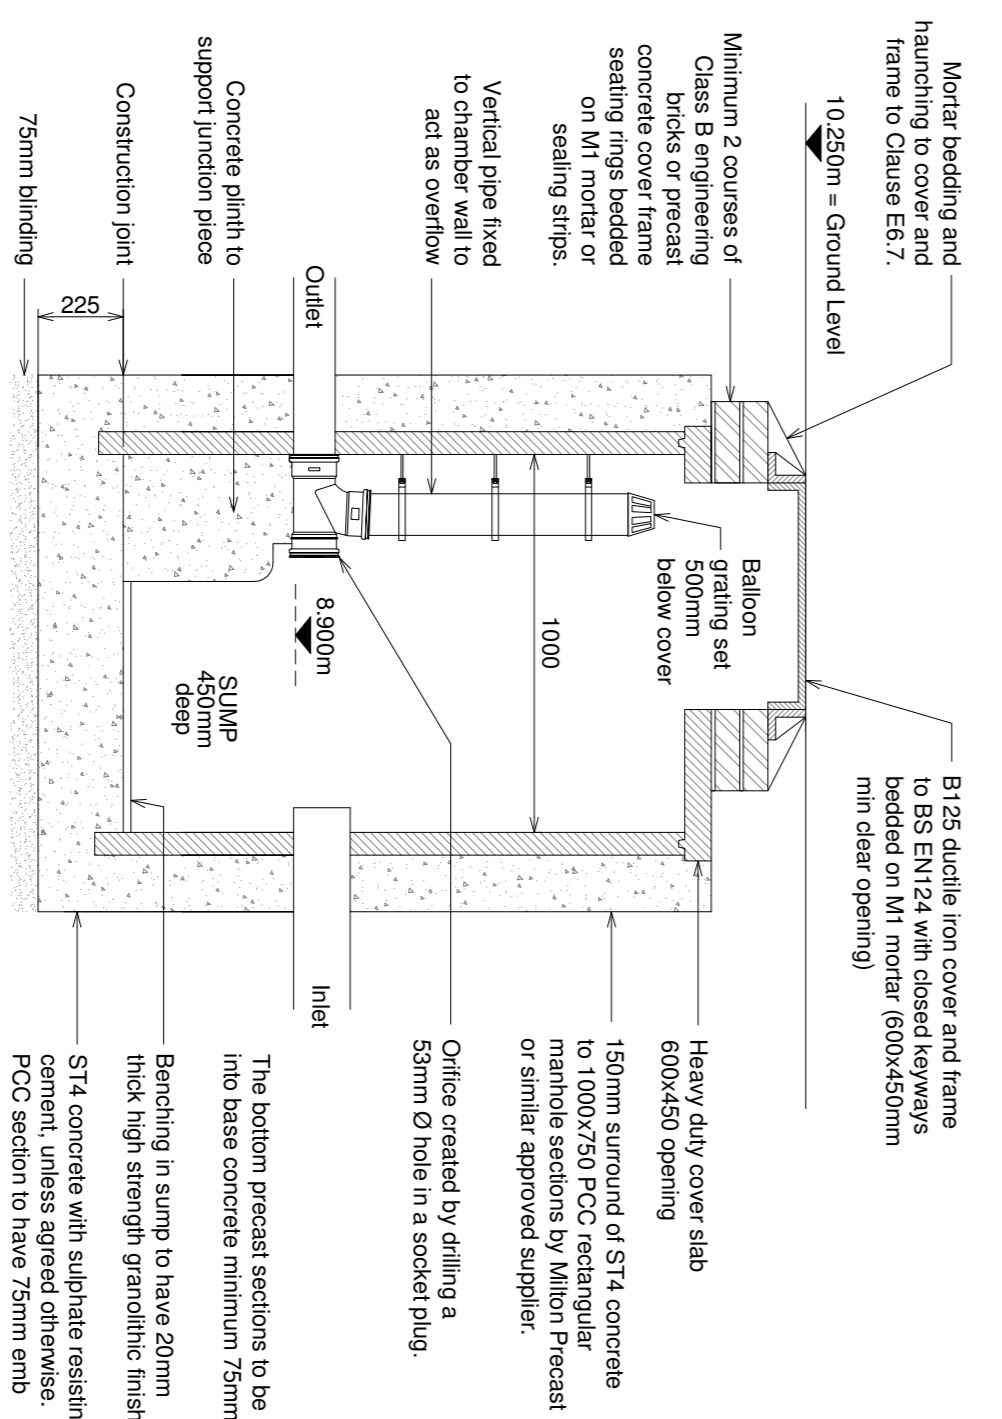 Mortar bedding and
haunching to cover and
frame to Clause E6.7.
10.250m = Ground Level
Minimum 2 courses of
Class B engineering
bricks or precast
concrete cover frame
seating rings bedded
on M1 mortar or
sealing strips.
Vertical pipe fixed
to chamber wall to
act as overflow
Outlet
Concrete plinth to
support junction piece
Construction joint
225
75mm blinding
Balloon
grating set
500mm
below cover
1000
8.900m
SUMP
450mm
deep
B125 ductile iron cover and frame
to BS EN124 with closed keyways
bedded on M1 mortar (600x450mm
min clear opening)
Heavy duty cover slab
600x450 opening
150mm surround of ST4 concrete
to 1000x750 PCC rectangular
manhole sections by Milton Precast
or similar approved supplier.
Orifice created by drilling a
53mm Ø hole in a socket plug.
Inlet
The bottom precast sections to be
into base concrete minimum 75mm
Benching in sump to have 20mm
thick high strength granolithic finish
ST4 concrete with sulphate resistin
cement, unless agreed otherwise.
PCC section to have 75mm emb